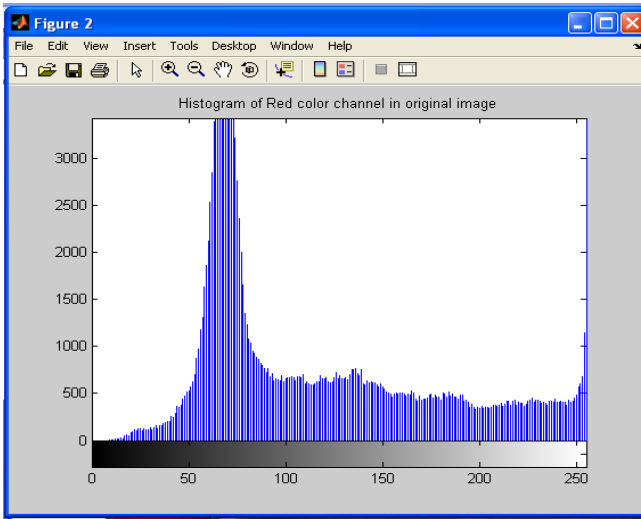 Figure 2
File Edit View Insert Tools Desktop Window Help
Histogram of Red color channel in original image
3000
2500
2000
1500
1000
500
0
0 50 100 150 200 250